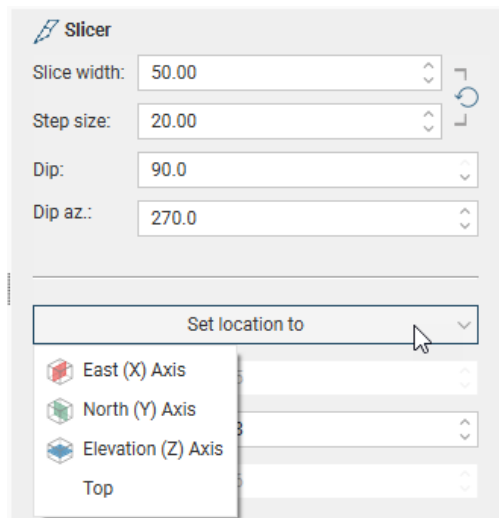 Slicer
Slice width: 50.00
Step size: 20.00
Dip: 90.0
Dip az.: 270.0
Set location to
East (X) Axis
North (Y) Axis
Elevation (Z) Axis
Top